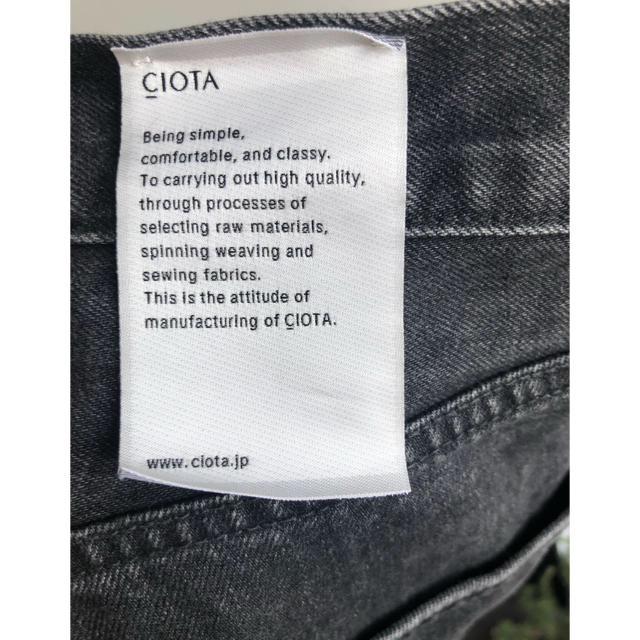 CIOTA
Being simple,
comfortable, and classy.
To carrying out high quality,
through processes of
selecting raw materials,
spinning weaving and
sewing fabrics.
This is the attitude of
manufacturing of CIOTA.
www.ciota.jp